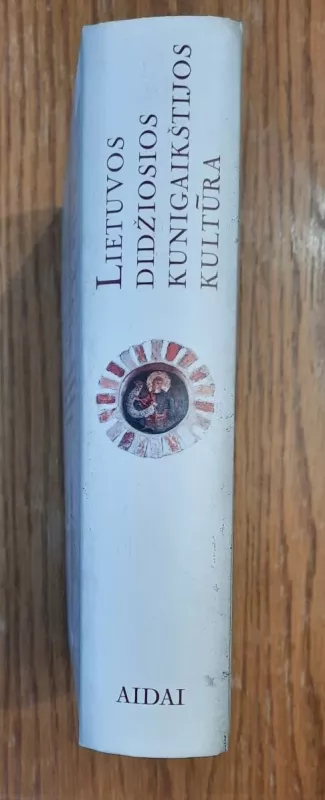 LIETUVOS
DIDŽIOSIOS
KUNIGAIKŠTIJOS
KULTŪRA
AIDAI